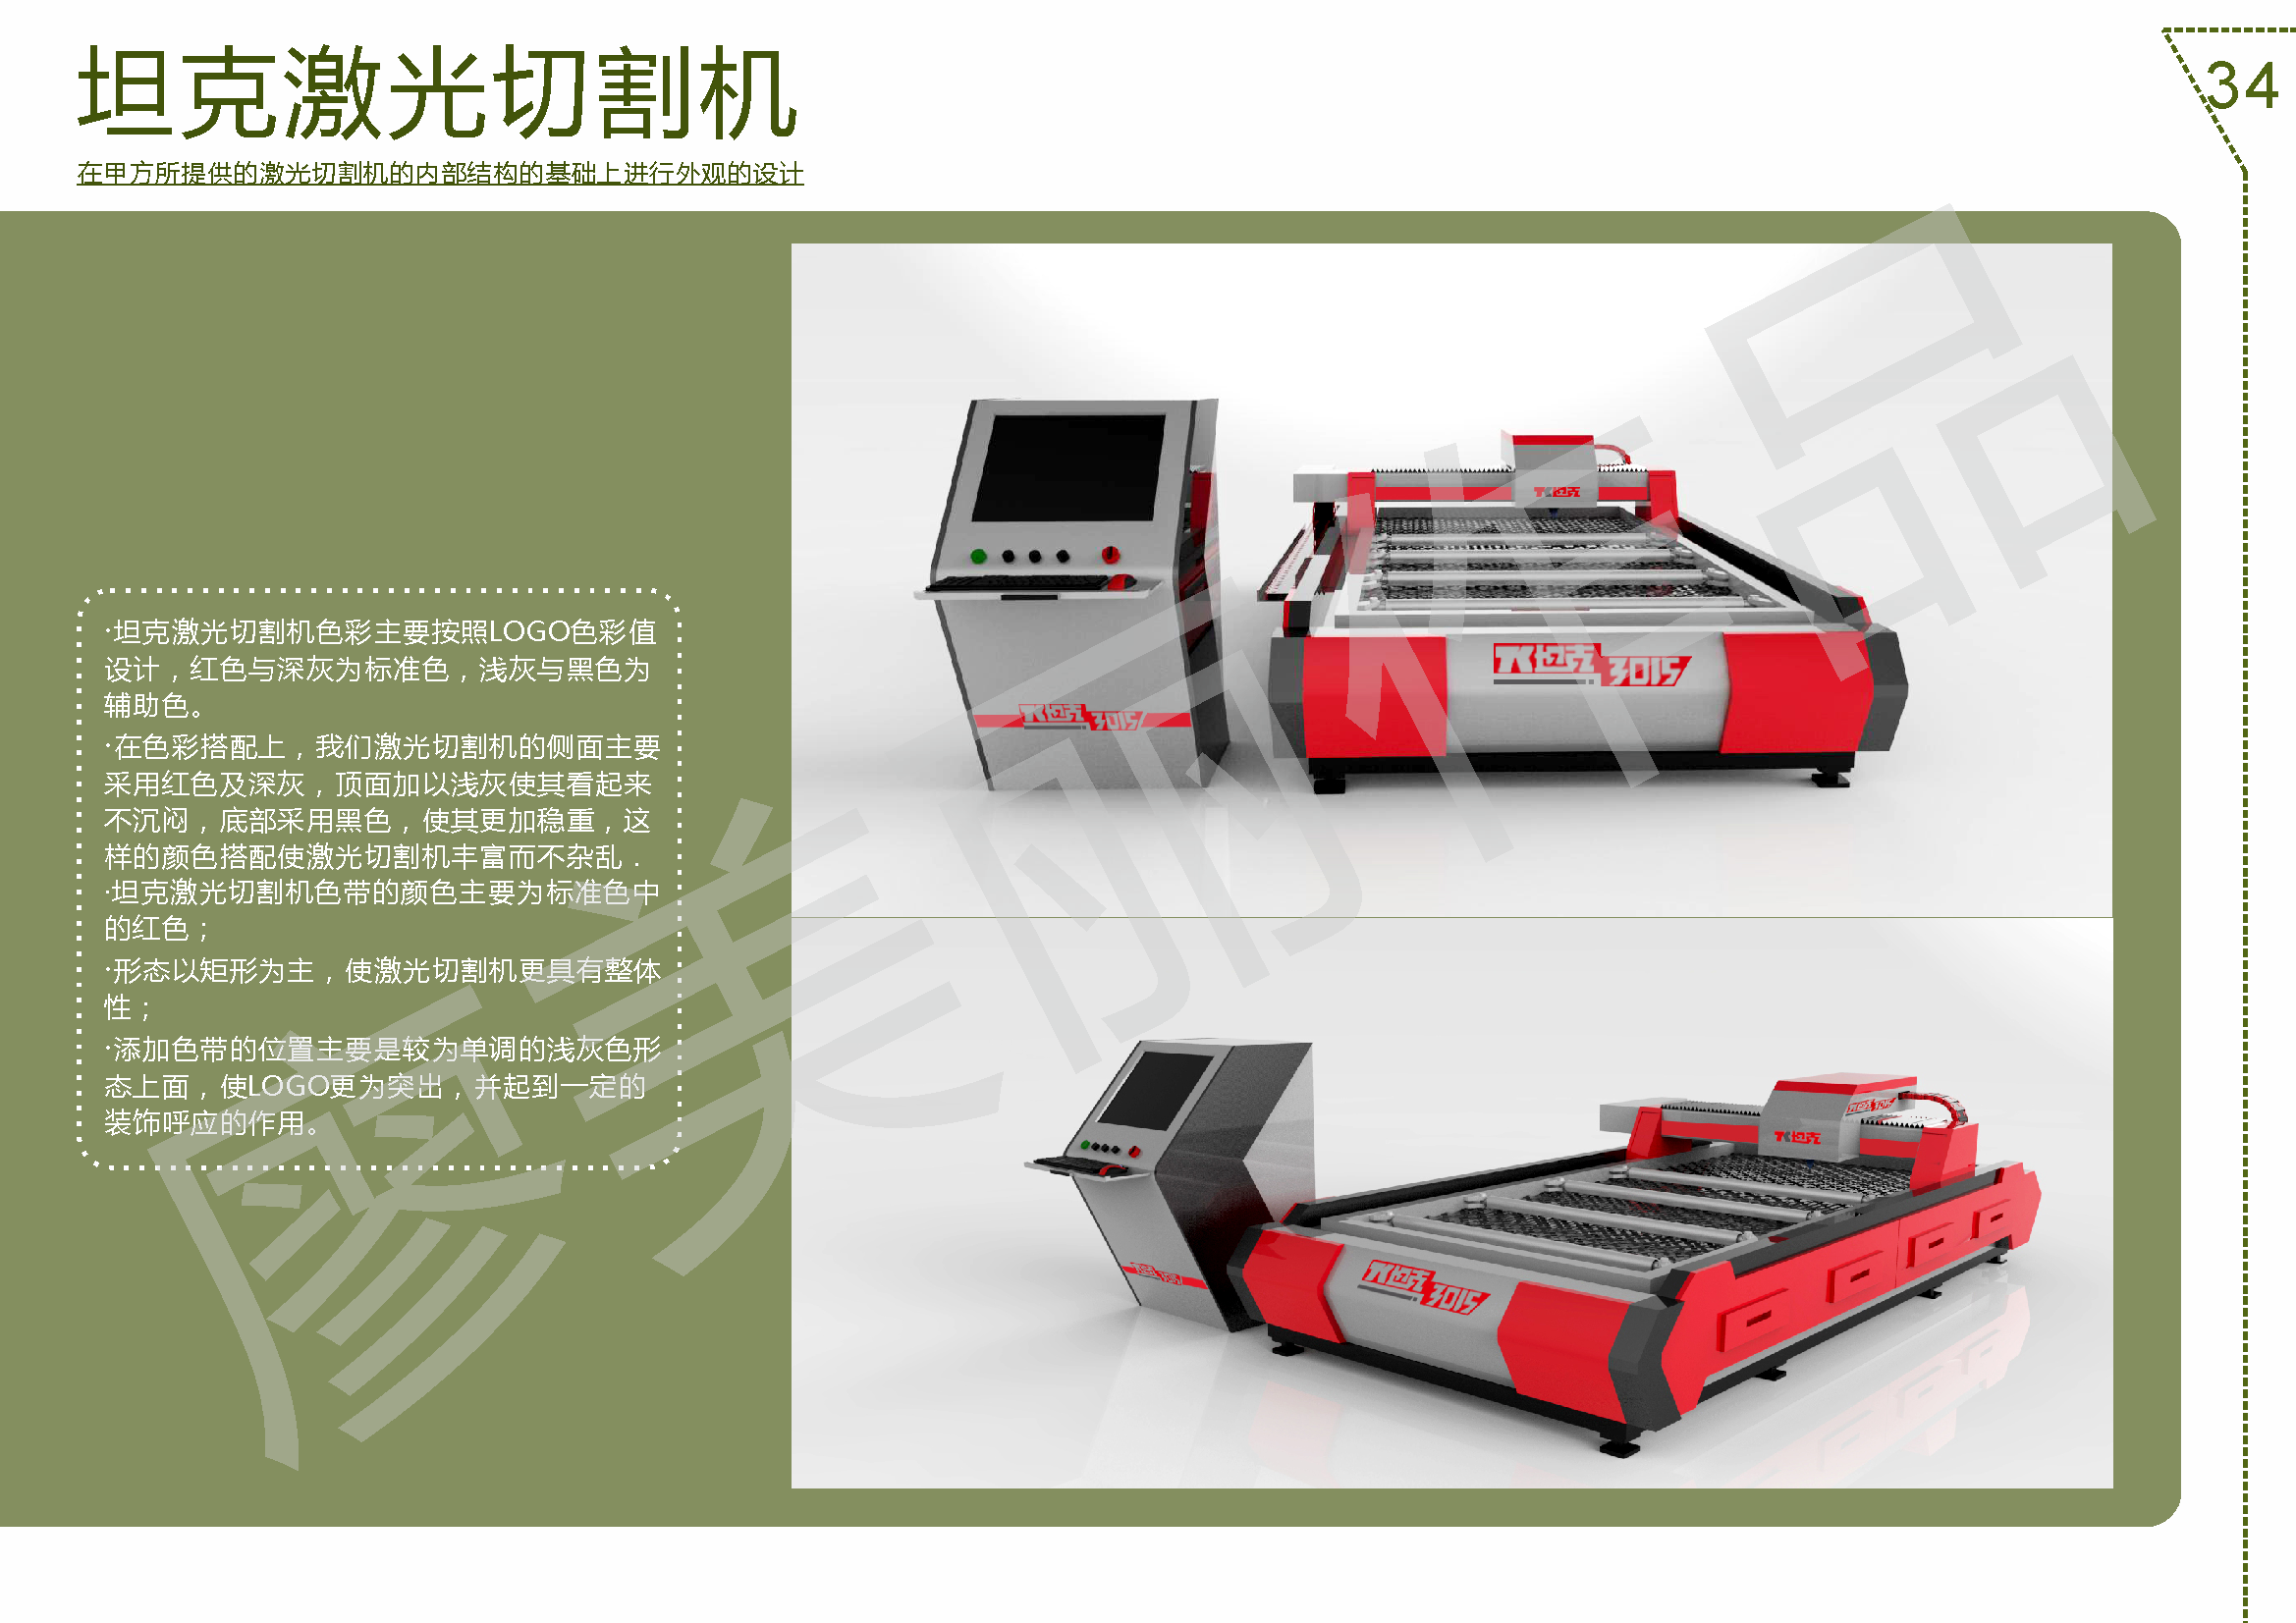 坦克激光切割机
34
在甲方所提供的激光切割机的内部结构的基础上进行外观的设计
·坦克激光切割机色彩主要按照LOGO色彩值
设计，红色与深灰为标准色，浅灰与黑色为
辅助色。
·在色彩搭配上，我们激光切割机的侧面主要
采用红色及深灰，顶面加以浅灰使其看起来
不沉闷，底部采用黑色，使其更加稳重，这
样的颜色搭配使激光切割机丰富而不杂乱．
·坦克激光切割机色带的颜色主要为标准色中
的红色；
·形态以矩形为主，使激光切割机更具有整体
性；
·添加色带的位置主要是较为单调的浅灰色形
态上面，使LOGO更为突出，并起到一定的
装饰呼应的作用。
TK坦克
TK坦克 3015
TK坦克 3015
TK坦克
TK坦克 3015
廖美丽作品